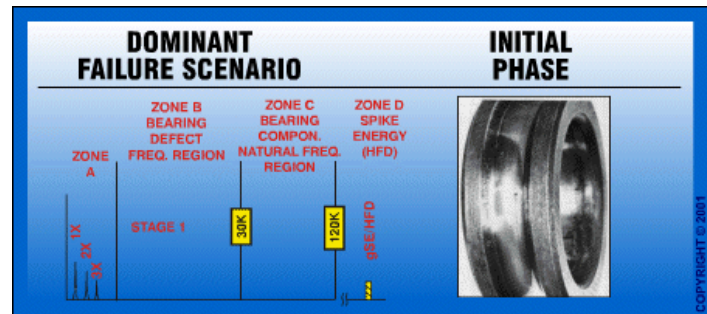 DOMINANT
FAILURE SCENARIO
INITIAL
PHASE
ZONE
A
ZONE B
BEARING
DEFECT
FREQ. REGION
ZONE C
BEARING
COMPON.
NATURAL FREQ.
REGION
ZONE D
SPIKE
ENERGY
(HFD)
STAGE 1
1X
2X
3X
30K
120K
gSE/HFD
COPYRIGHT © 2001